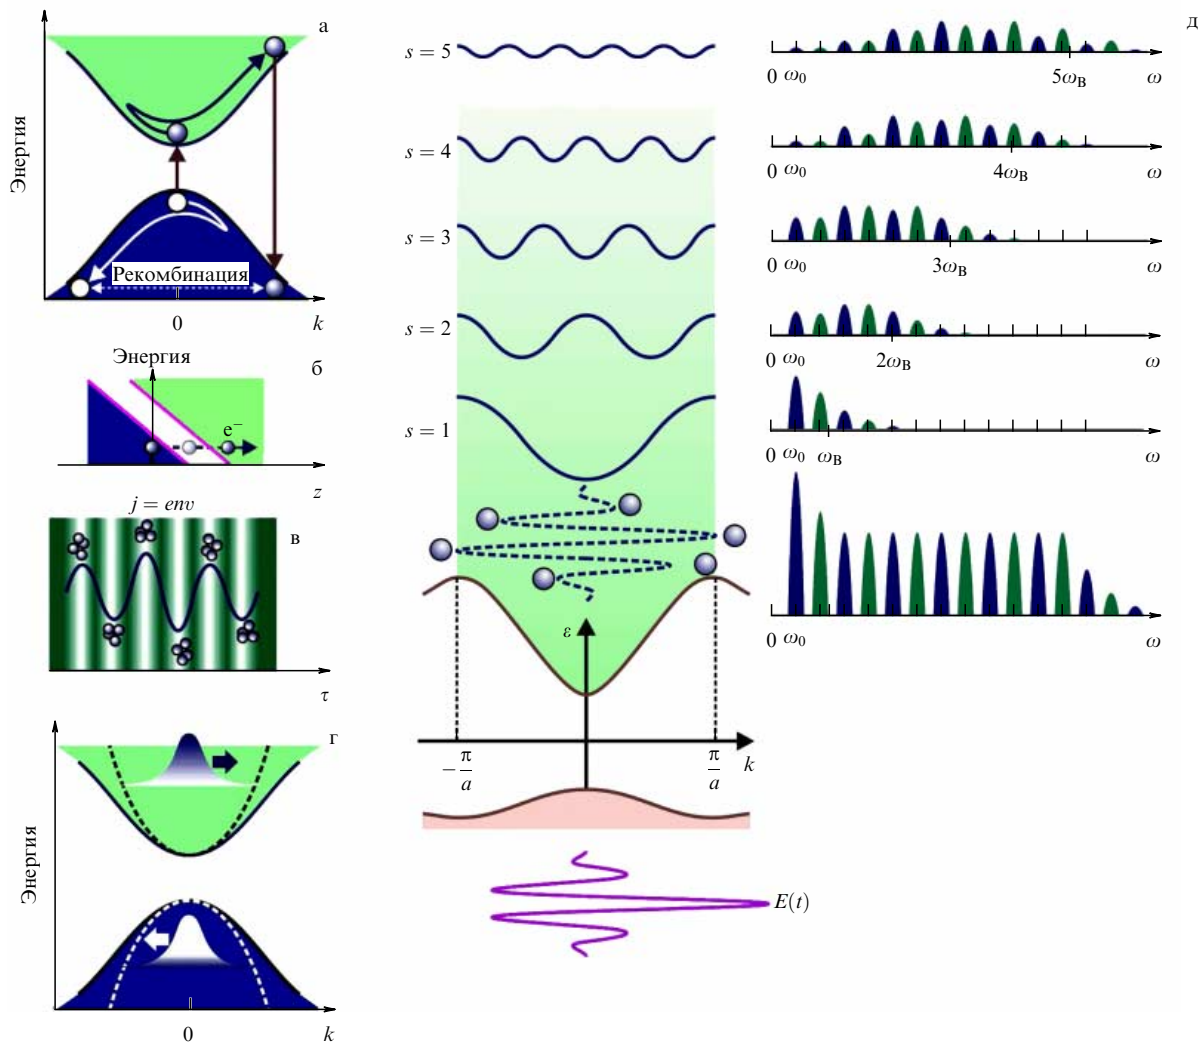 а
Энергия
Рекомбинация
0
k
Энергия
б
e⁻
z
j = env
в
τ
г
Энергия
0
k
s = 5
s = 4
s = 3
s = 2
s = 1
ε
−π/a
π/a
k
E(t)
д
0 ω₀ 5ω_B ω
0 ω₀ 4ω_B ω
0 ω₀ 3ω_B ω
0 ω₀ 2ω_B ω
0 ω₀ ω_B ω
0 ω₀ ω